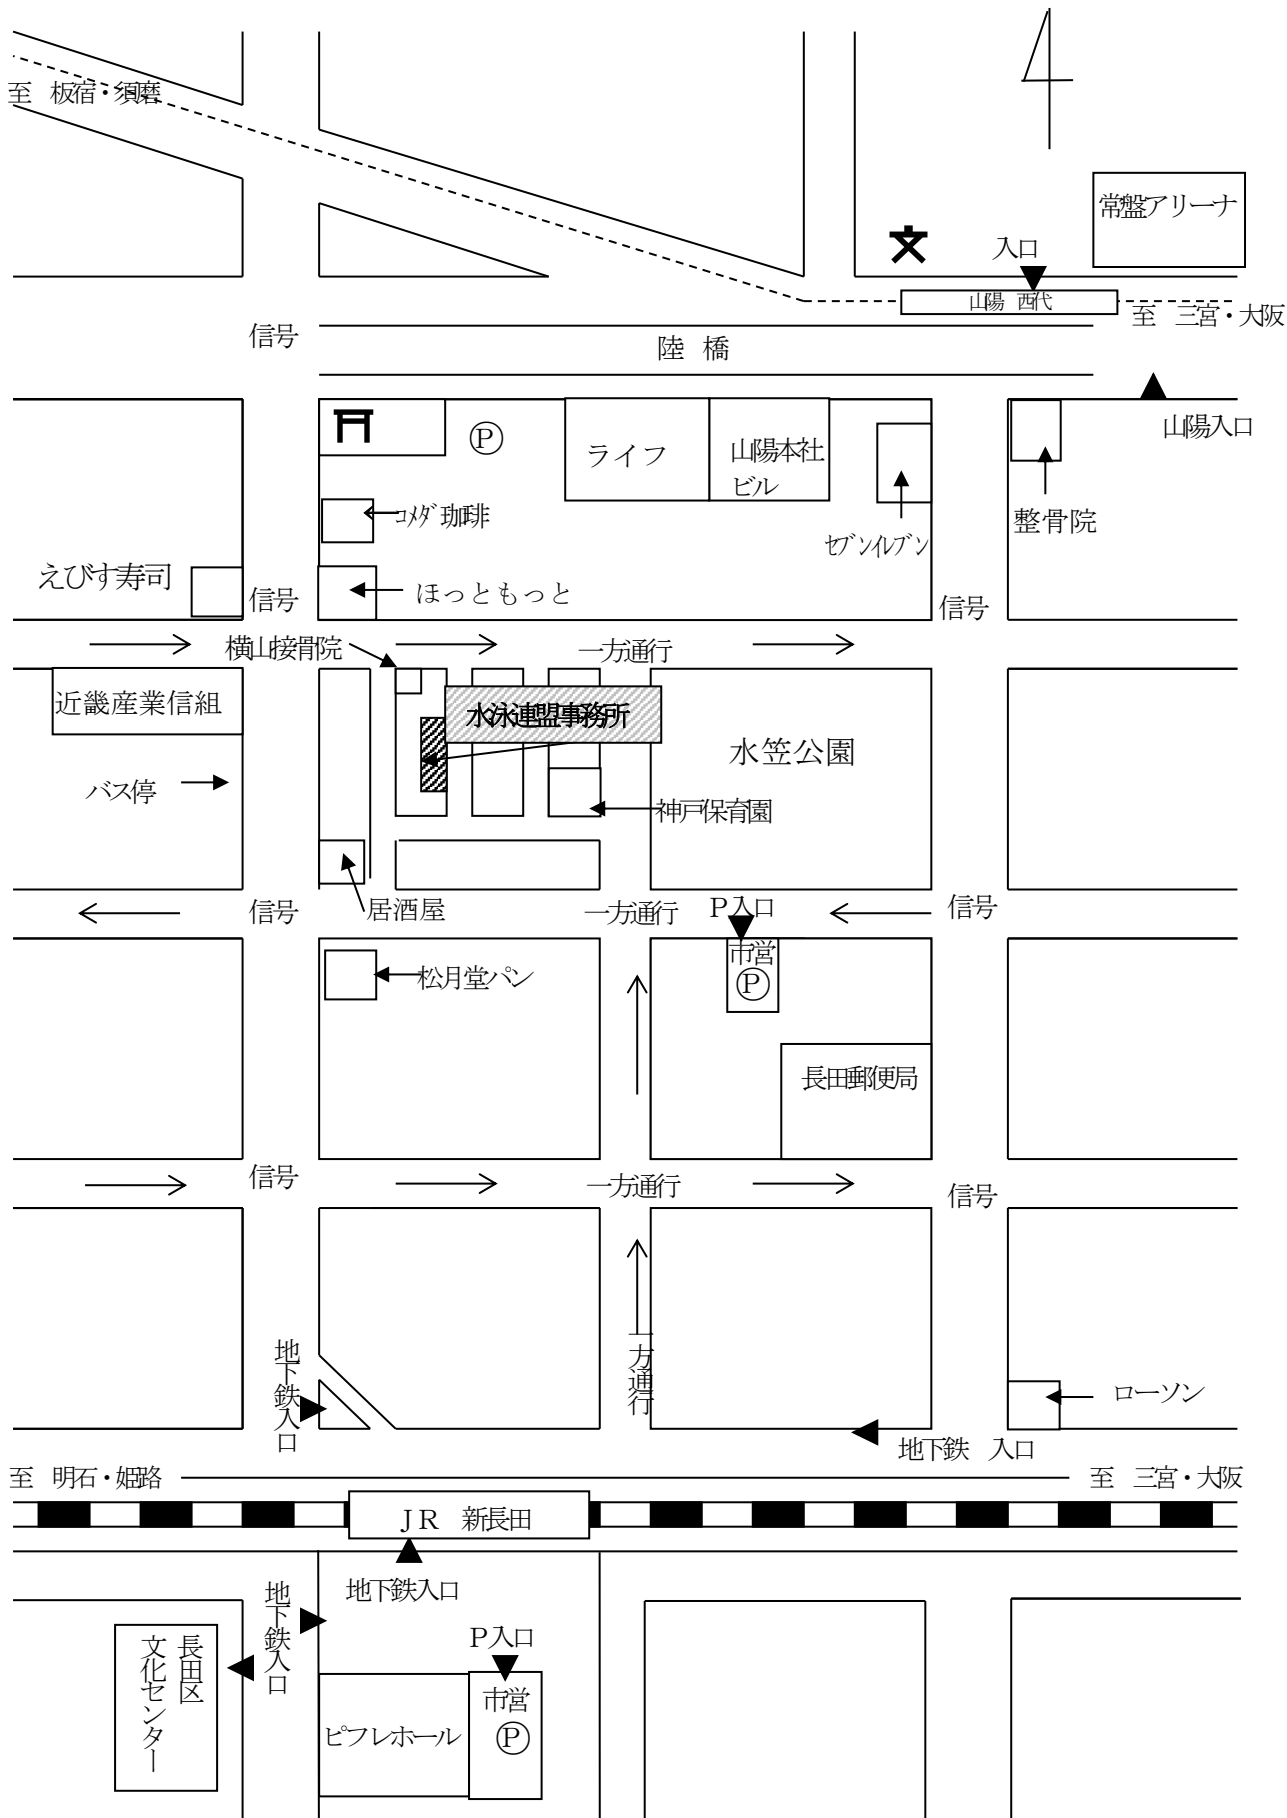 至　板宿・須磨
常盤アリーナ
入口
山陽　西代
至　三宮・大阪
信号
陸　橋
山陽入口
Ｐ
ライフ
山陽本社
ビル
コメダ珈琲
セブンイレブン
整骨院
えびす寿司
信号
ほっともっと
信号
横山接骨院
一方通行
近畿産業信組
水泳連盟事務所
水笠公園
バス停
神戸保育園
居酒屋
信号
一方通行
Ｐ入口
信号
市営
Ｐ
松月堂パン
長田郵便局
信号
一方通行
信号
一方通行
地下鉄入口
ローソン
地下鉄　入口
至　明石・姫路
至　三宮・大阪
ＪＲ　新長田
地下鉄入口
地下鉄入口
長田区
文化センター
Ｐ入口
市営
Ｐ
ピフレホール